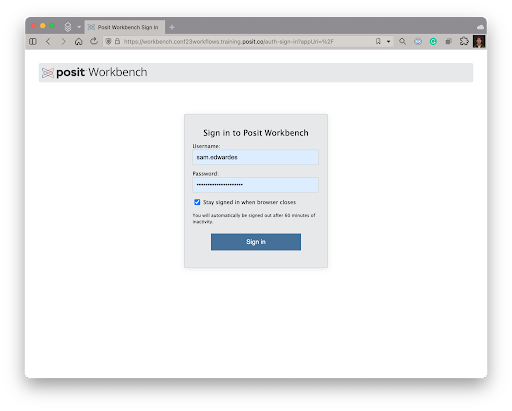 Posit Workbench Sign In
https://workbench.conf23workflows.training.posit.co/auth-sign-in?appUri=%2F
posit Workbench
Sign in to Posit Workbench
Username:
sam.edwardes
Password:
••••••••••••••••••••
Stay signed in when browser closes
You will automatically be signed out after 60 minutes of
inactivity.
Sign in